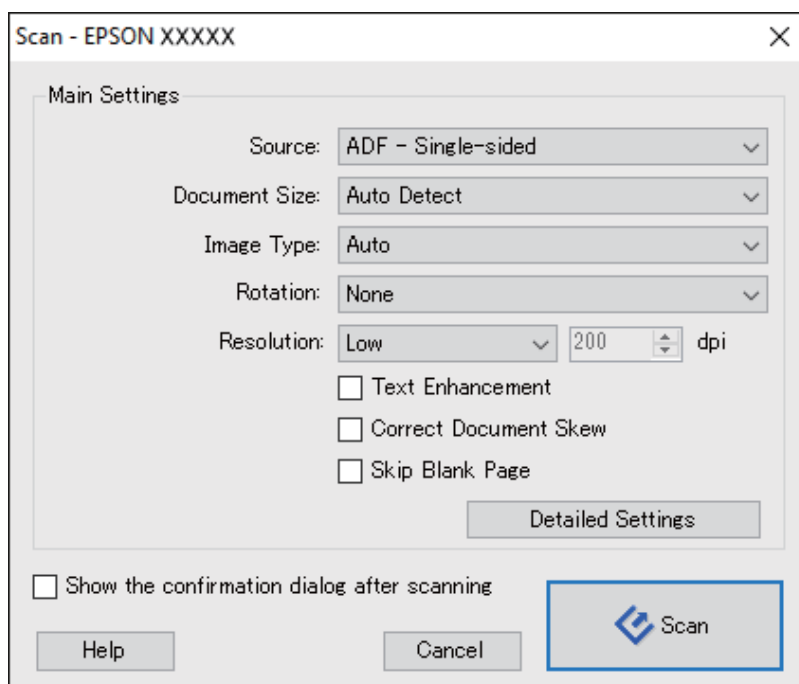 Scan - EPSON XXXXX
Main Settings
Source: ADF - Single-sided
Document Size: Auto Detect
Image Type: Auto
Rotation: None
Resolution: Low 200 dpi
Text Enhancement
Correct Document Skew
Skip Blank Page
Detailed Settings
Show the confirmation dialog after scanning
Help Cancel Scan